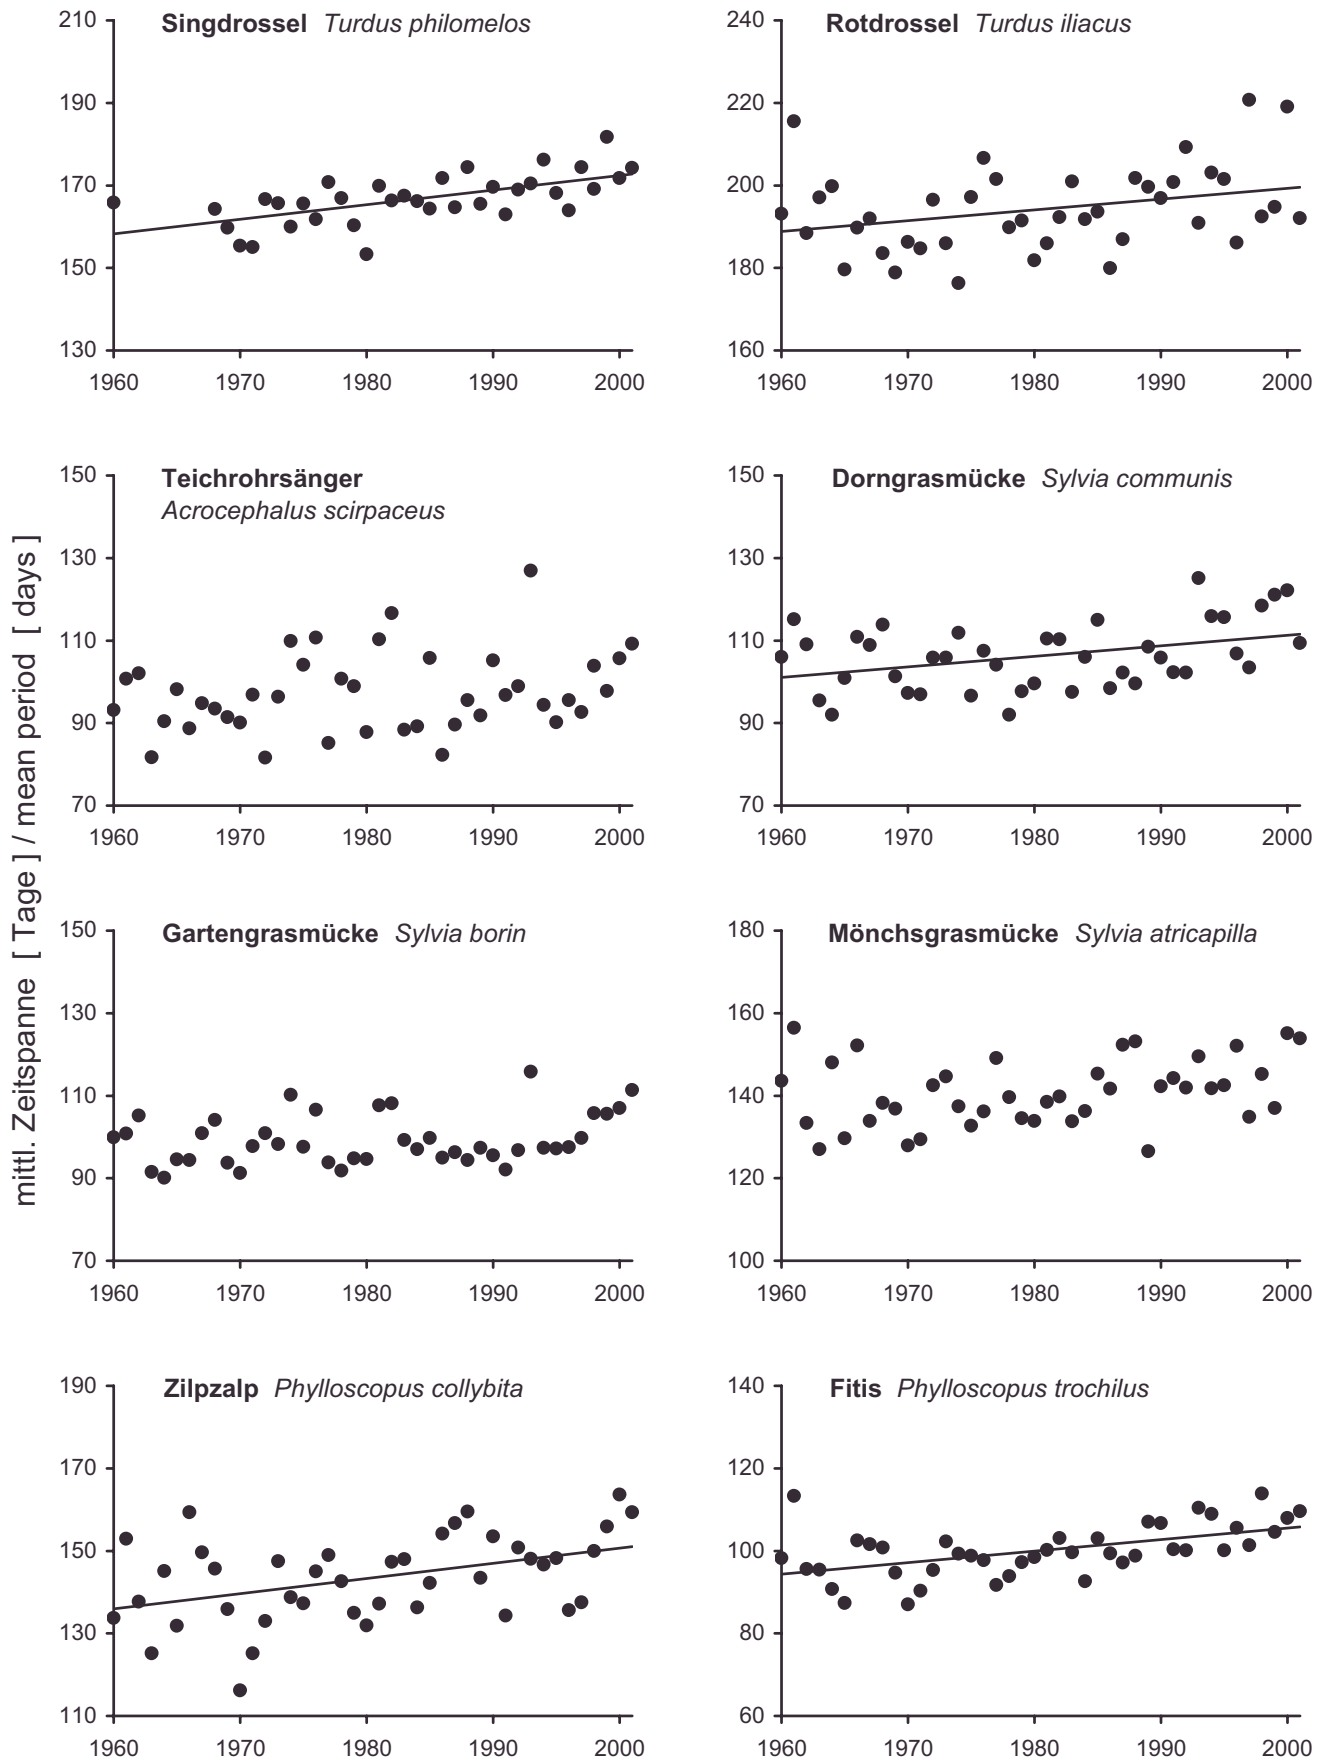 mittl. Zeitspanne [ Tage ] / mean period [ days ]
Singdrossel Turdus philomelos
210
190
170
150
130
1960 1970 1980 1990 2000
Rotdrossel Turdus iliacus
240
220
200
180
160
1960 1970 1980 1990 2000
Teichrohrsänger
Acrocephalus scirpaceus
150
130
110
90
70
1960 1970 1980 1990 2000
Dorngrasmücke Sylvia communis
150
130
110
90
70
1960 1970 1980 1990 2000
Gartengrasmücke Sylvia borin
150
130
110
90
70
1960 1970 1980 1990 2000
Mönchsgrasmücke Sylvia atricapilla
180
160
140
120
100
1960 1970 1980 1990 2000
Zilpzalp Phylloscopus collybita
190
170
150
130
110
1960 1970 1980 1990 2000
Fitis Phylloscopus trochilus
140
120
100
80
60
1960 1970 1980 1990 2000